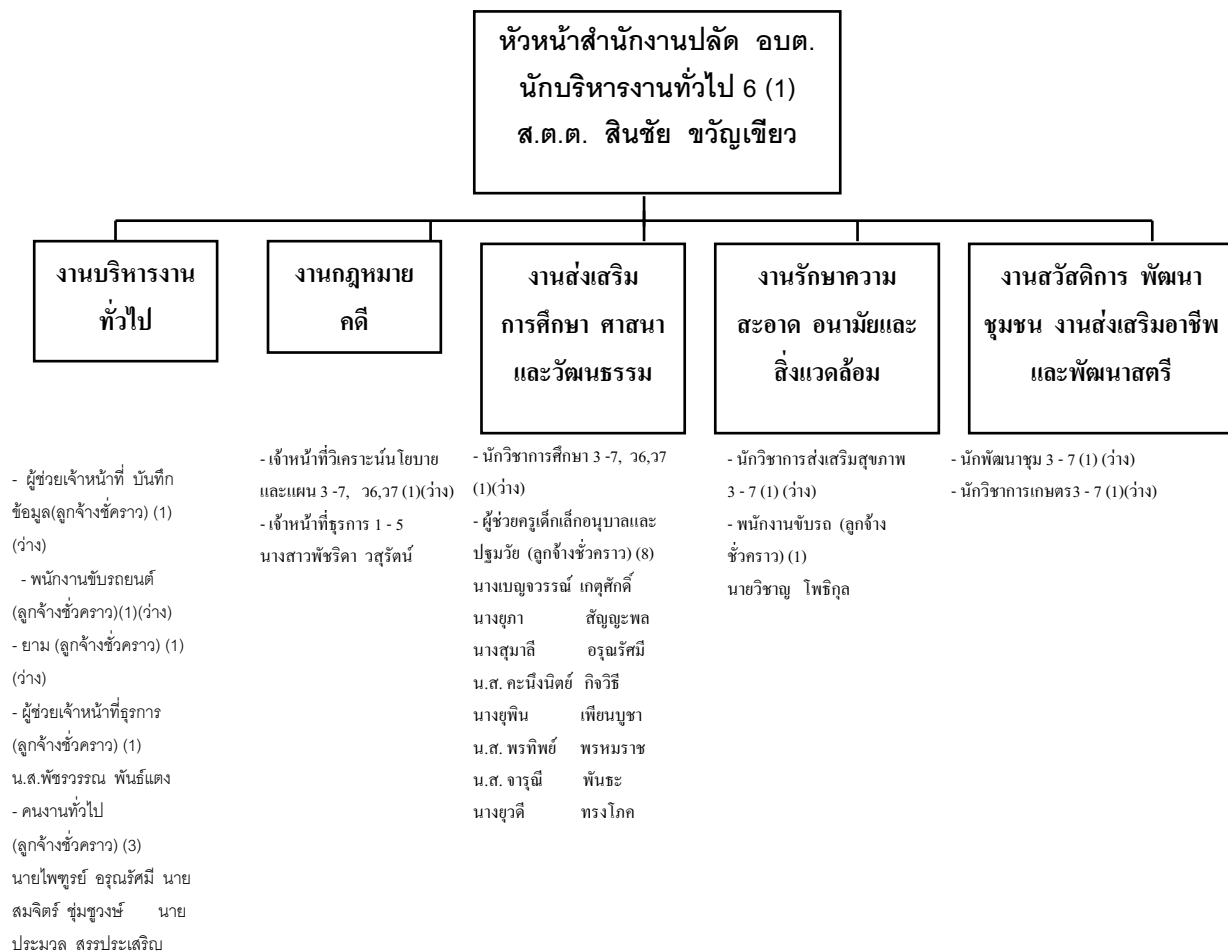 หัวหน้าสำนักงานปลัด อบต.
นักบริหารงานทั่วไป 6 (1)
ส.ต.ต. สินชัย ขวัญเขียว
งานบริหารงาน
ทั่วไป
งานกฎหมาย
คดี
งานส่งเสริม
การศึกษา ศาสนา
และวัฒนธรรม
งานรักษาความ
สะอาด อนามัยและ
สิ่งแวดล้อม
งานสวัสดิการ พัฒนา
ชุมชน งานส่งเสริมอาชีพ
และพัฒนาสตรี
- ผู้ช่วยเจ้าหน้าที่ บันทึก
ข้อมูล(ลูกจ้างชั่คราว) (1)
(ว่าง)
- พนักงานขับรถยนต์
(ลูกจ้างชั่วคราว)(1)(ว่าง)
- ยาม (ลูกจ้างชั่วคราว) (1)
(ว่าง)
- ผู้ช่วยเจ้าหน้าที่ธุรการ
(ลูกจ้างชั่วคราว) (1)
น.ส.พัชรวรรณ พันธ์แตง
- คนงานทั่วไป
(ลูกจ้างชั่วคราว) (3)
นายไพฑูรย์ อรุณรัศมี นาย
สมจิตร์ ชุ่มชูวงษ์ นาย
ประมวล สรรประเสริญ
- เจ้าหน้าที่วิเคราะน์นโยบาย
และแผน 3 -7, ว6,ว7 (1)(ว่าง)
- เจ้าหน้าที่ธุรการ 1 - 5
นางสาวพัชริดา วสุรัตน์
- นักวิชาการศึกษา 3 -7, ว6,ว7
(1)(ว่าง)
- ผู้ช่วยครูเด็กเล็กอนุบาลและ
ปฐมวัย (ลูกจ้างชั่วคราว) (8)
นางเบญจวรรณ์ เกตุศักดิ์
นางยุภา สัญญะพล
นางสุมาลี อรุณรัศมี
น.ส. คะนึงนิตย์ กิจวิธี
นางยุพิน เพียนบูชา
น.ส. พรทิพย์ พรหมราช
น.ส. จารุณี พันธะ
นางยุวดี ทรงโภค
- นักวิชาการส่งเสริมสุขภาพ
3 - 7 (1) (ว่าง)
- พนักงานขับรถ (ลูกจ้าง
ชั่วคราว) (1)
นายวิชาญ โพธิกุล
- นักพัฒนาชุม 3 - 7 (1) (ว่าง)
- นักวิชาการเกษตร3 - 7 (1)(ว่าง)